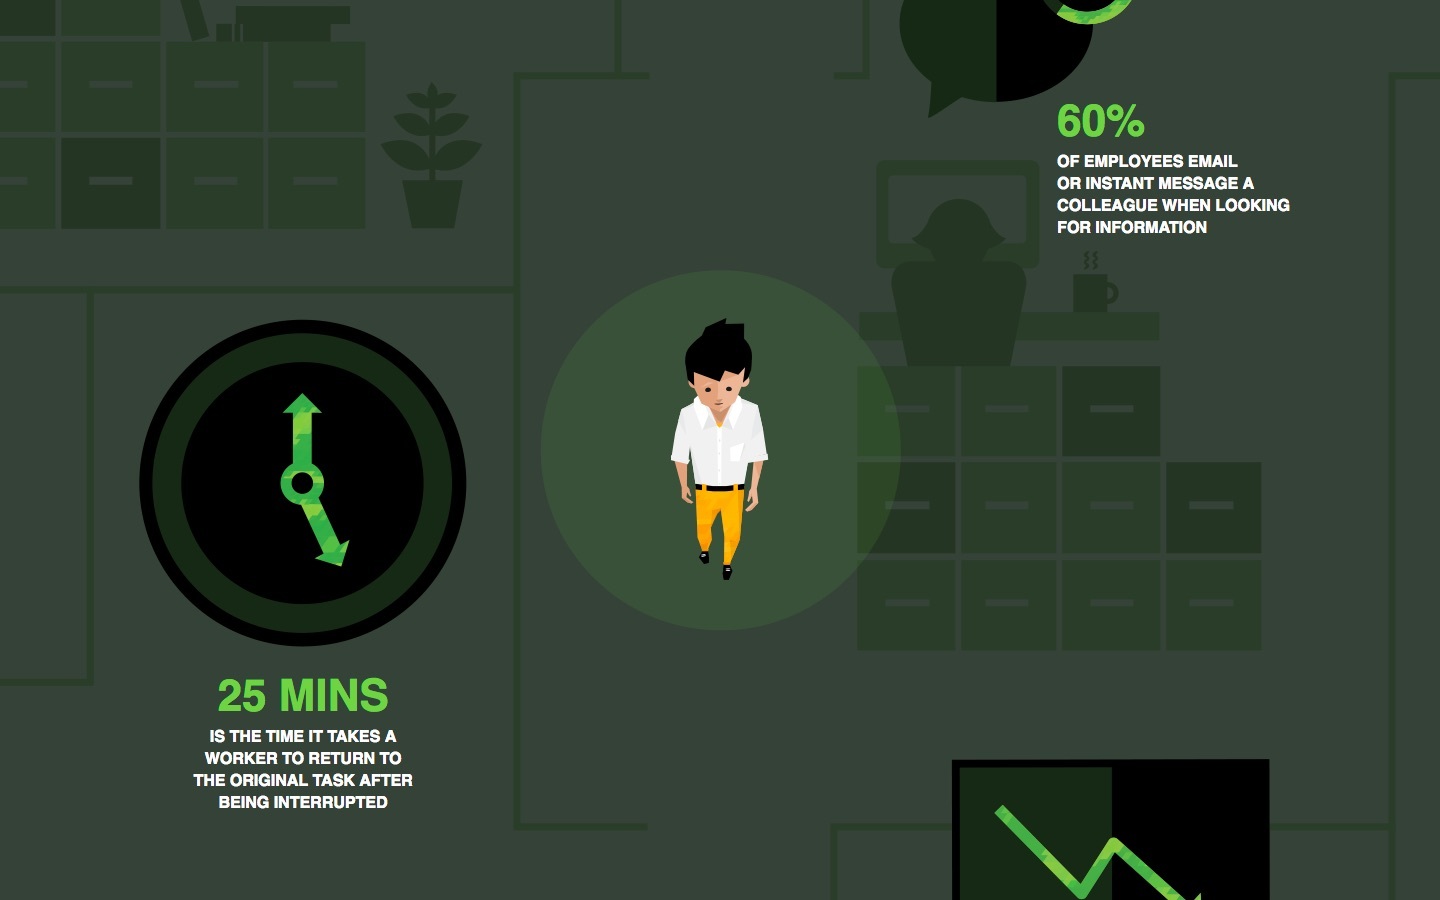 60%
OF EMPLOYEES EMAIL
OR INSTANT MESSAGE A
COLLEAGUE WHEN LOOKING
FOR INFORMATION
25 MINS
IS THE TIME IT TAKES A
WORKER TO RETURN TO
THE ORIGINAL TASK AFTER
BEING INTERRUPTED